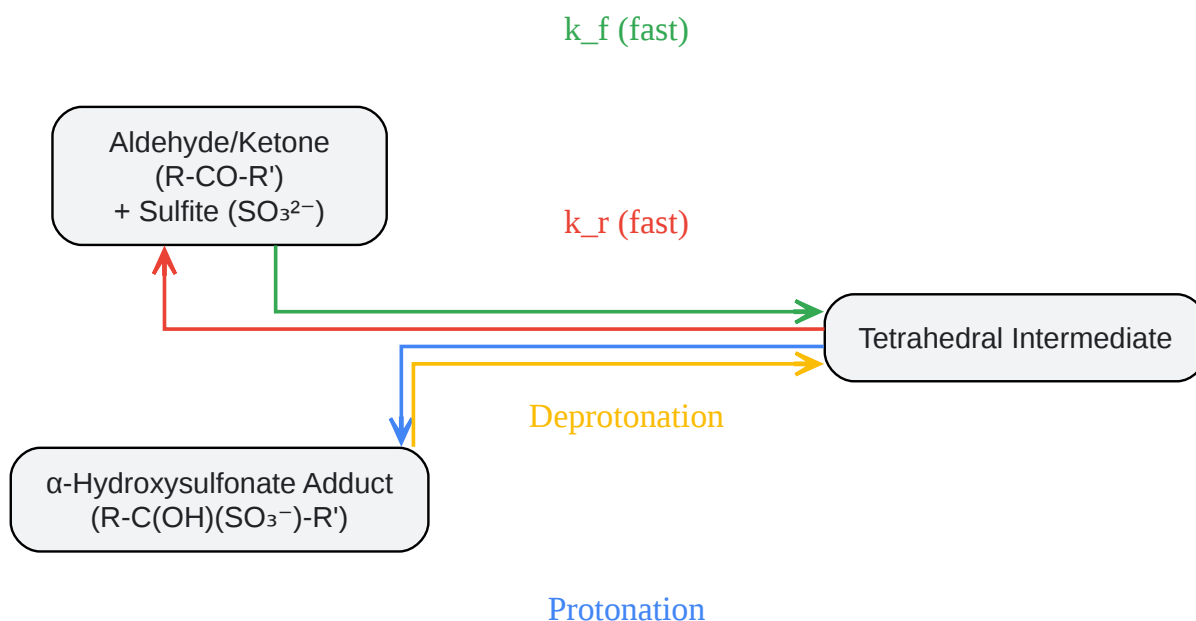 k_f (fast)
Aldehyde/Ketone
(R-CO-R')
+ Sulfite (SO₃²⁻)
k_r (fast)
Tetrahedral Intermediate
Deprotonation
α-Hydroxysulfonate Adduct
(R-C(OH)(SO₃⁻)-R')
Protonation